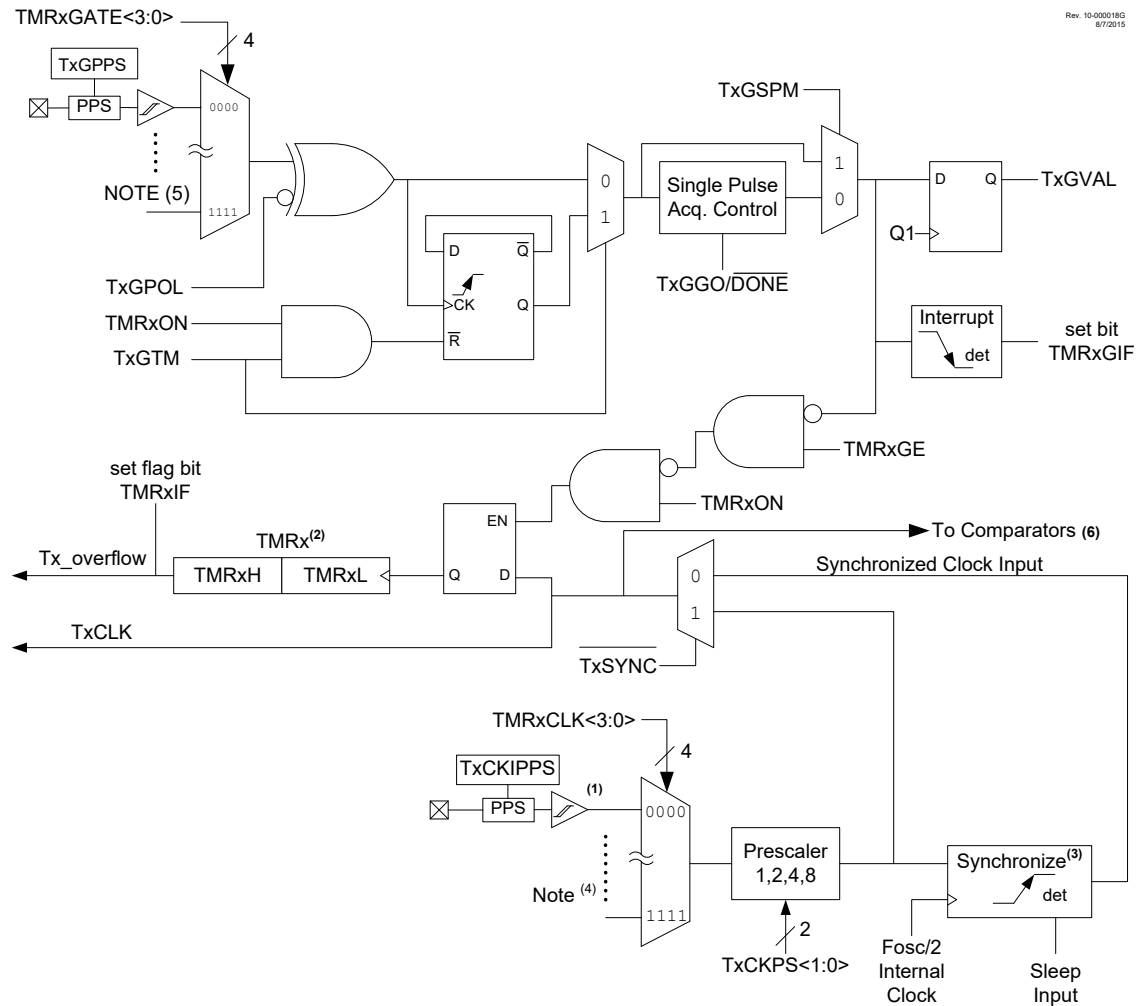 Rev. 10-000018G
8/7/2015
TMRxGATE<3:0>
4
TxGPPS
PPS
0000
NOTE (5)
1111
TxGPOL
TMRxON
TxGTM
D
Q
CK
Q
R
0
1
TxGSPM
Single Pulse
Acq. Control
TxGGO/DONE
1
0
D
Q
Q1
TxGVAL
Interrupt
det
set bit
TMRxGIF
TMRxGE
TMRxON
set flag bit
TMRxIF
Tx_overflow
TMRx(2)
TMRxH
TMRxL
EN
Q
D
To Comparators (6)
TxCLK
0
1
Synchronized Clock Input
TxSYNC
TMRxCLK<3:0>
4
TxCKIPPS
PPS
(1)
0000
Note (4)
1111
Prescaler
1,2,4,8
2
TxCKPS<1:0>
Synchronize(3)
det
Fosc/2
Internal
Clock
Sleep
Input